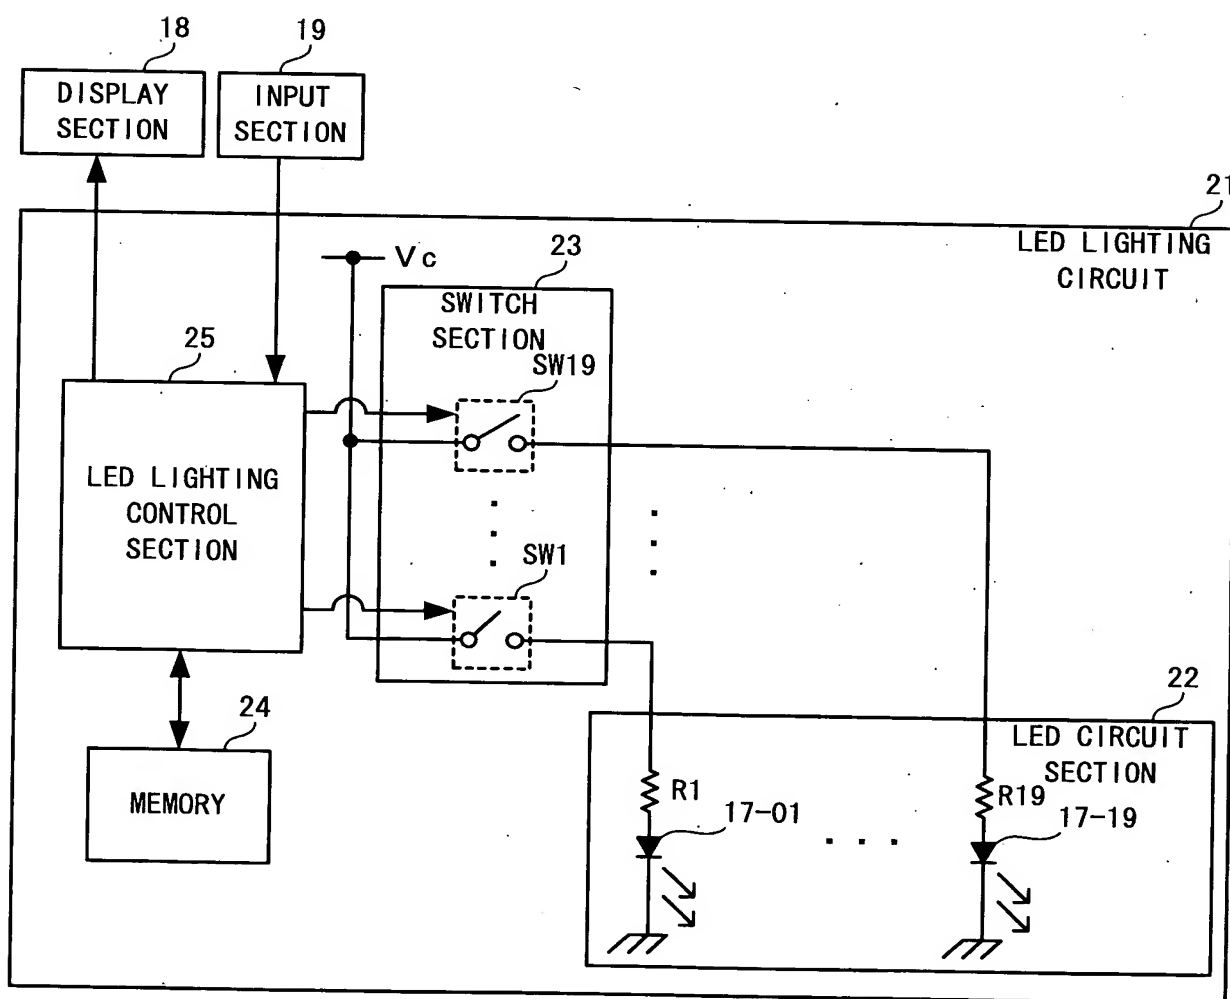 18
19
DISPLAY
SECTION
INPUT
SECTION
21
LED LIGHTING
CIRCUIT
Vc
23
SWITCH
SECTION
25
SW19
LED LIGHTING
CONTROL
SECTION
SW1
24
MEMORY
22
LED CIRCUIT
SECTION
R1
17-01
R19
17-19